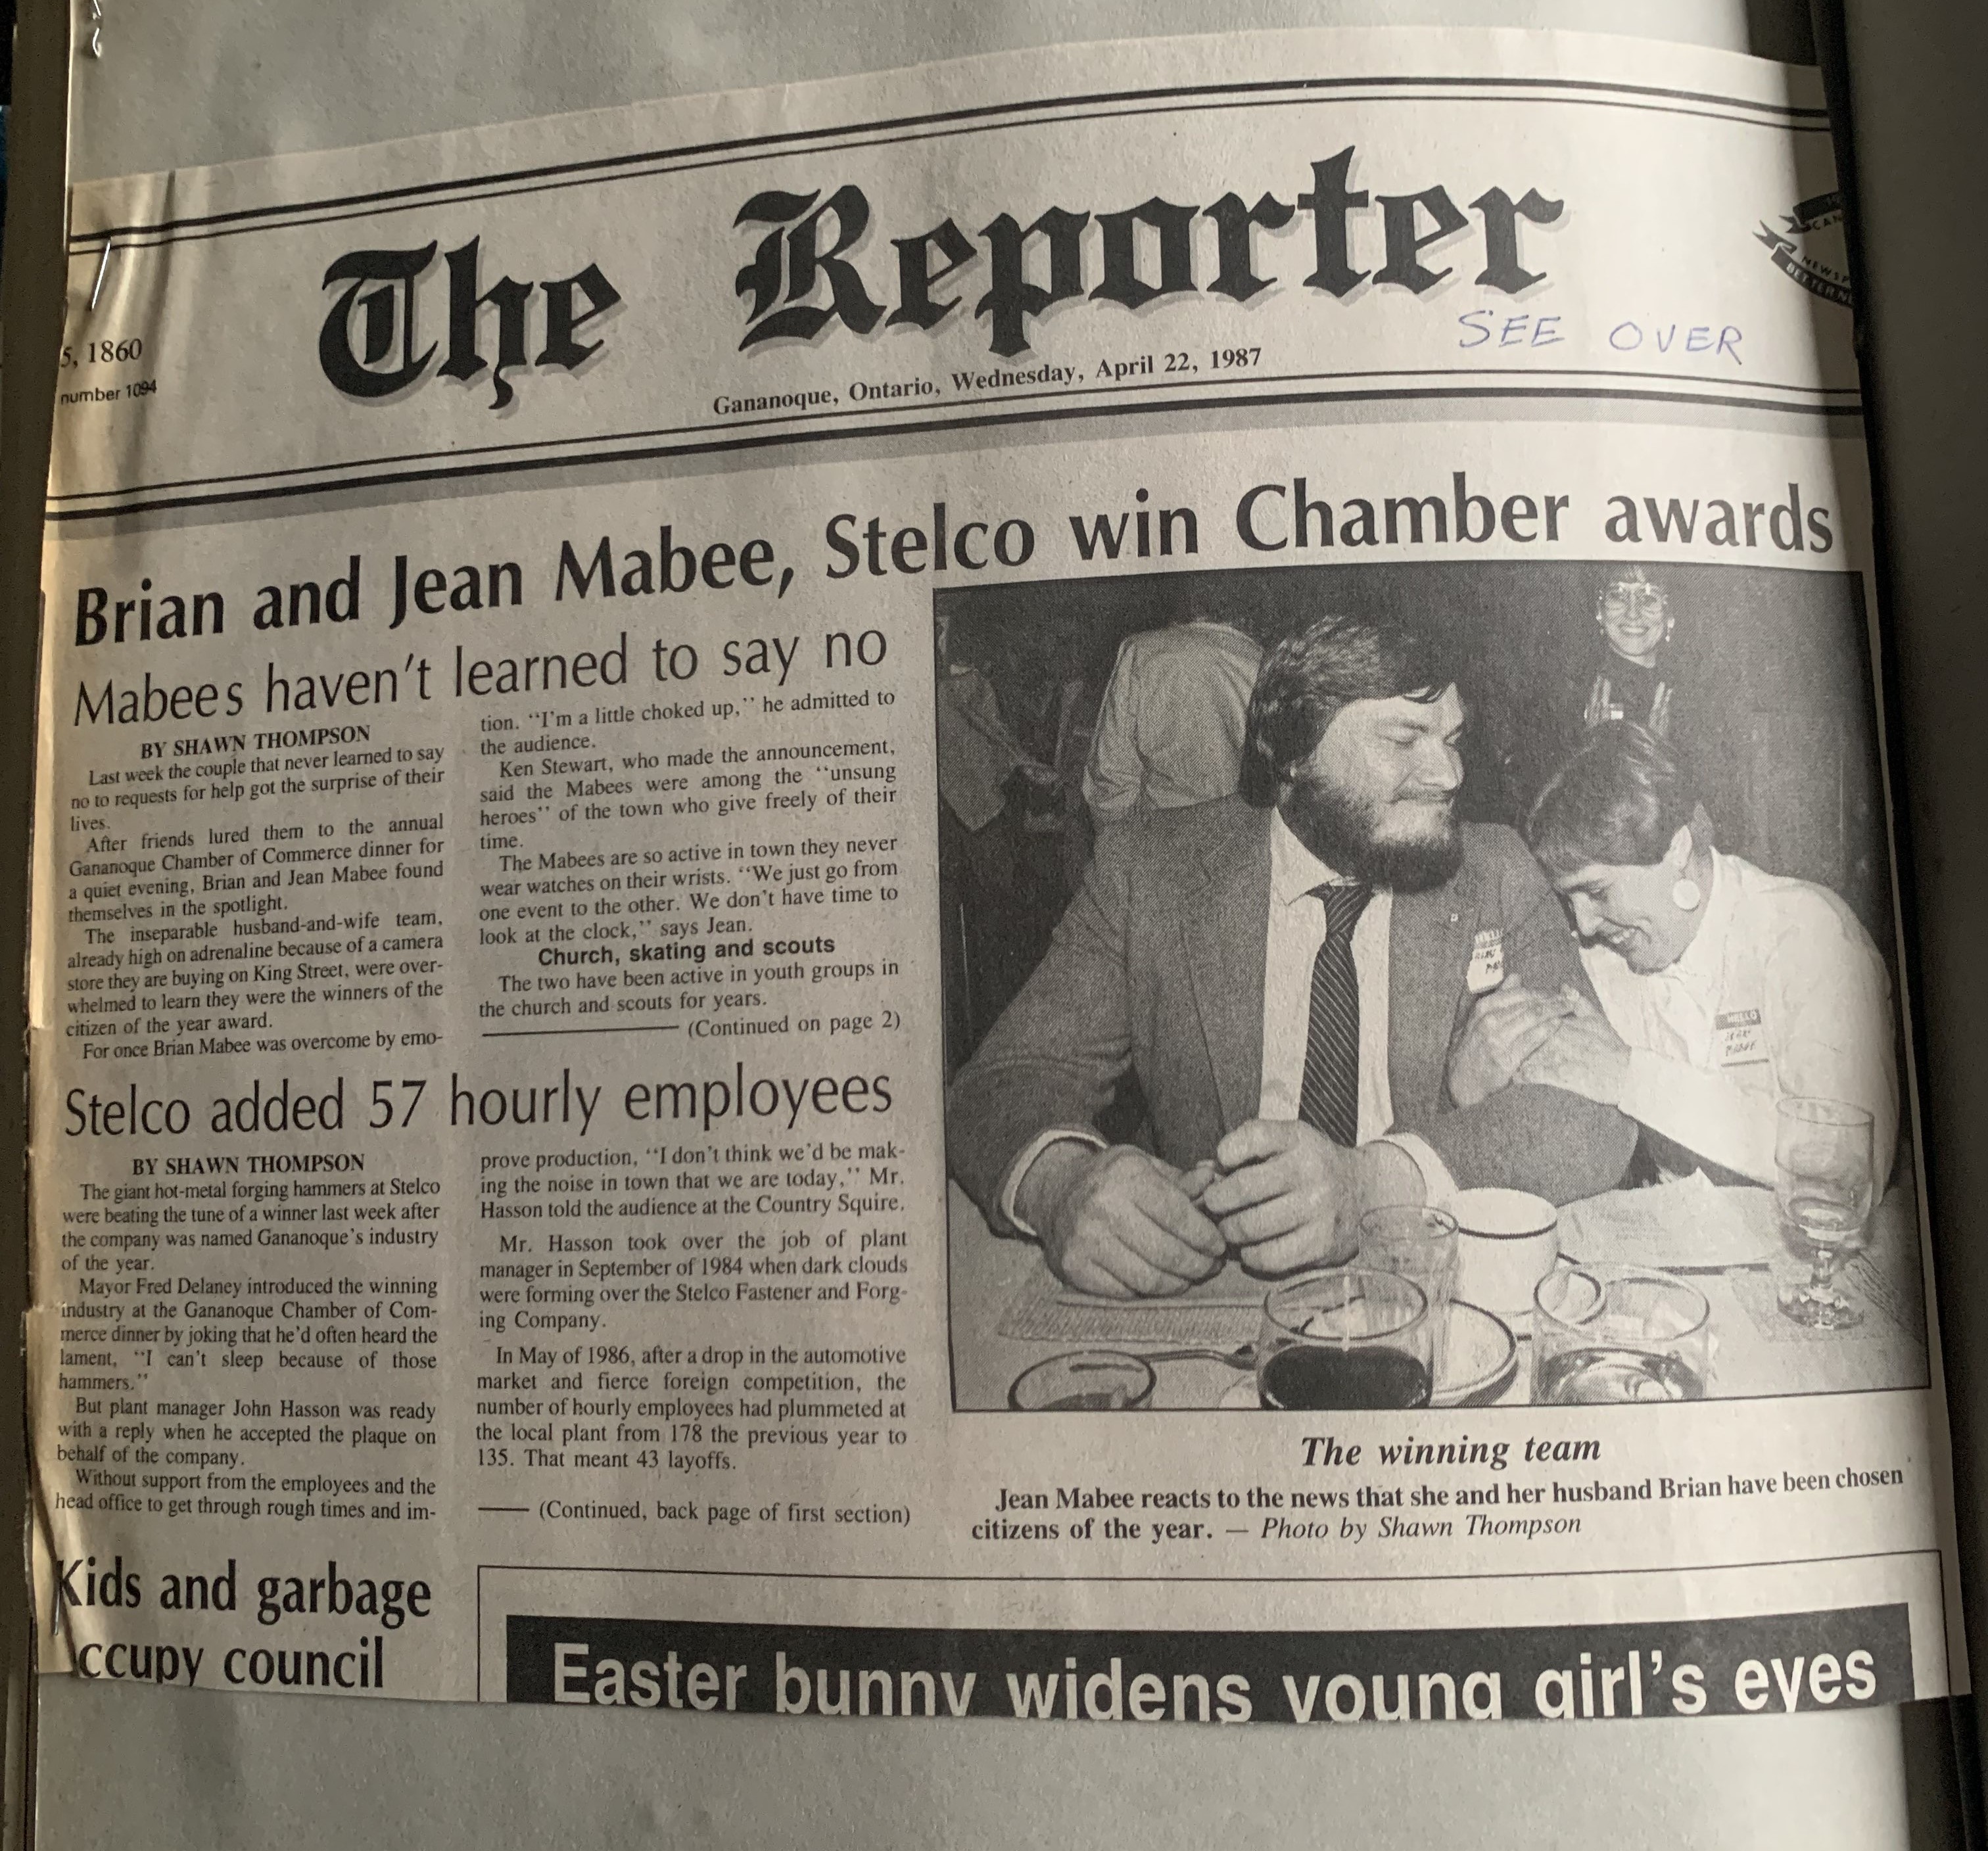 5, 1860
number 1094
The Reporter
SEE OVER
Gananoque, Ontario, Wednesday, April 22, 1987
Brian and Jean Mabee, Stelco win Chamber awards
Mabees haven't learned to say no
BY SHAWN THOMPSON
Last week the couple that never learned to say
no to requests for help got the surprise of their
lives.
After friends lured them to the annual
Gananoque Chamber of Commerce dinner for
a quiet evening, Brian and Jean Mabee found
themselves in the spotlight.
The inseparable husband-and-wife team,
already high on adrenaline because of a camera
store they are buying on King Street, were over-
whelmed to learn they were the winners of the
citizen of the year award.
For once Brian Mabee was overcome by emo-
tion. ‘‘I'm a little choked up,’’ he admitted to
the audience.
Ken Stewart, who made the announcement,
said the Mabees were among the ‘‘unsung
heroes’’ of the town who give freely of their
time.
The Mabees are so active in town they never
wear watches on their wrists. ‘‘We just go from
one event to the other. We don't have time to
look at the clock,’’ says Jean.
Church, skating and scouts
The two have been active in youth groups in
the church and scouts for years.
(Continued on page 2)
Stelco added 57 hourly employees
BY SHAWN THOMPSON
The giant hot-metal forging hammers at Stelco
were beating the tune of a winner last week after
the company was named Gananoque's industry
of the year.
Mayor Fred Delaney introduced the winning
industry at the Gananoque Chamber of Com-
merce dinner by joking that he'd often heard the
lament, ‘‘I can't sleep because of those
hammers.’’
But plant manager John Hasson was ready
with a reply when he accepted the plaque on
behalf of the company.
Without support from the employees and the
head office to get through rough times and im-
prove production, ‘‘I don't think we'd be mak-
ing the noise in town that we are today,’’ Mr.
Hasson told the audience at the Country Squire.
Mr. Hasson took over the job of plant
manager in September of 1984 when dark clouds
were forming over the Stelco Fastener and Forg-
ing Company.
In May of 1986, after a drop in the automotive
market and fierce foreign competition, the
number of hourly employees had plummeted at
the local plant from 178 the previous year to
135. That meant 43 layoffs.
(Continued, back page of first section)
HELLO
The winning team
Jean Mabee reacts to the news that she and her husband Brian have been chosen
citizens of the year. — Photo by Shawn Thompson
Kids and garbage
ccupy council
Easter bunny widens young girl's eyes